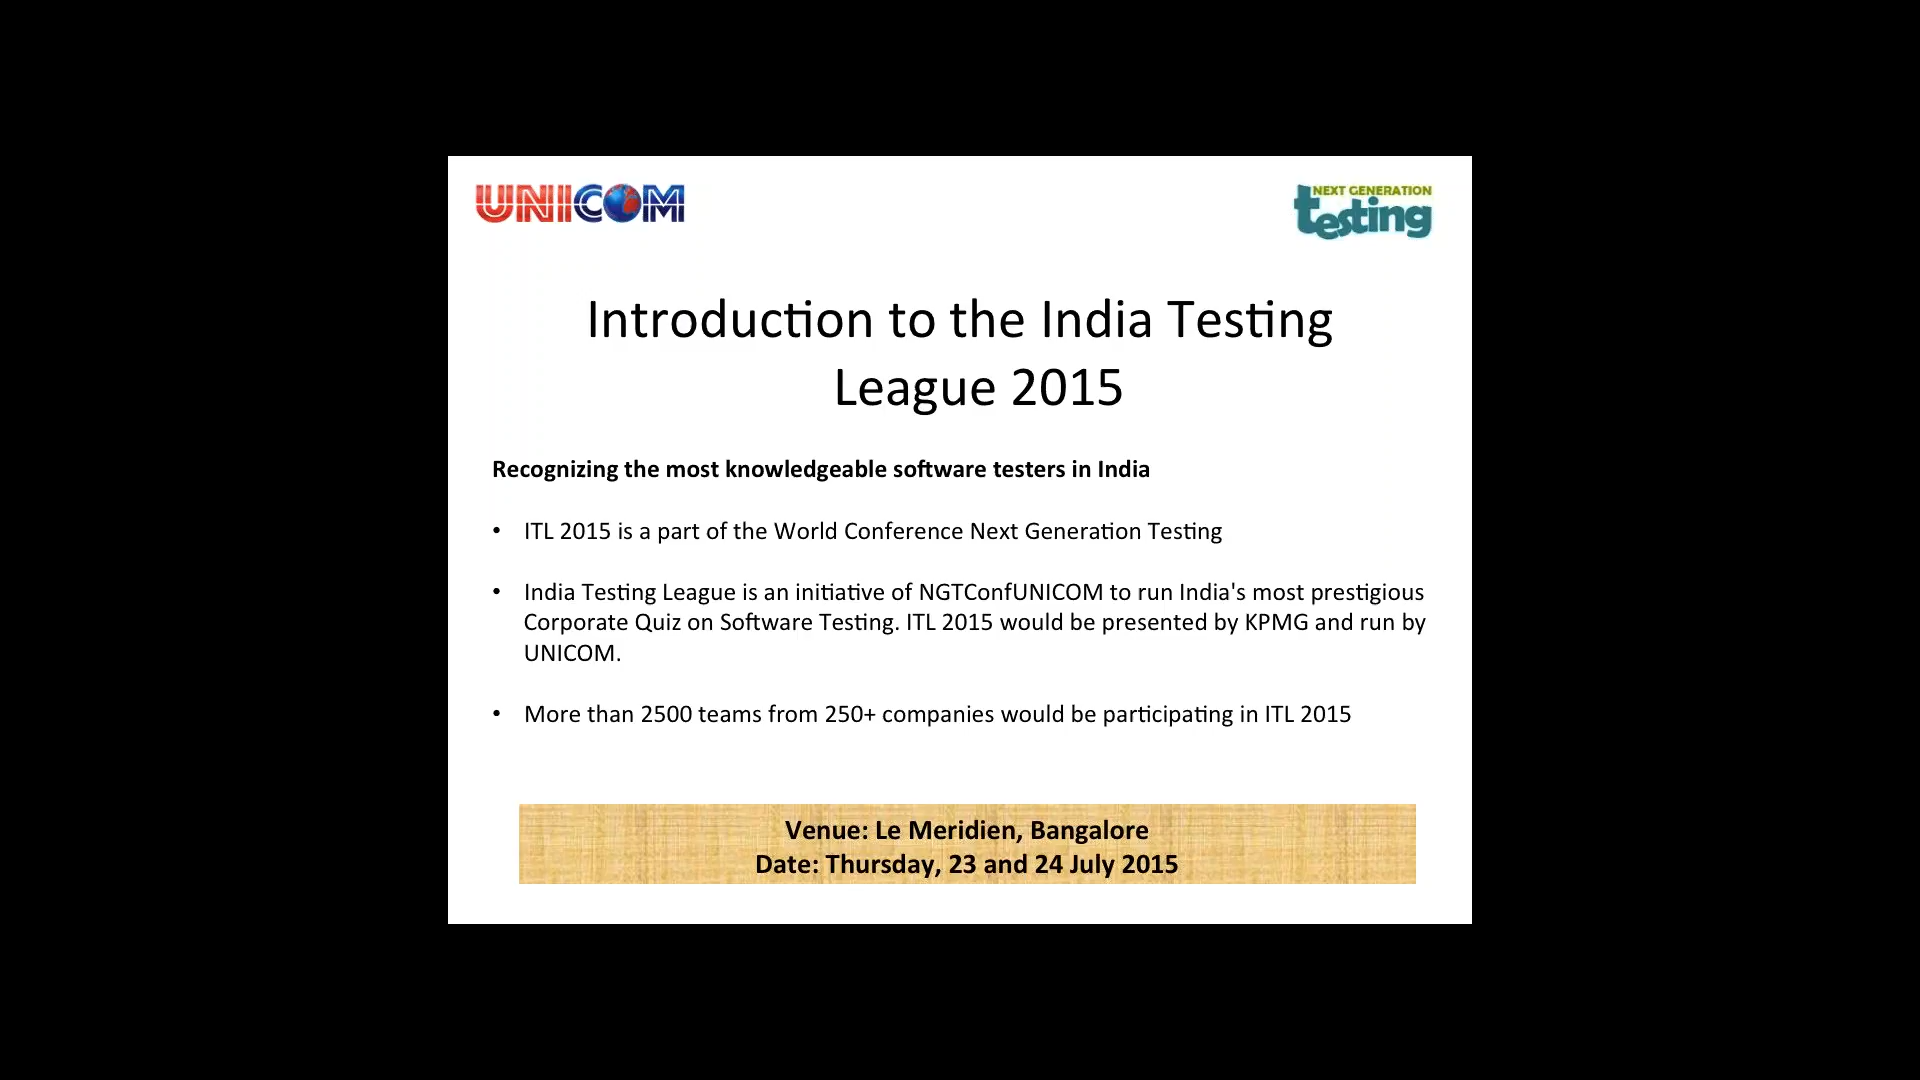 UNICOM
NEXT GENERATION
testing
Introduction to the India Testing
League 2015
Recognizing the most knowledgeable software testers in India
• ITL 2015 is a part of the World Conference Next Generation Testing
• India Testing League is an initiative of NGTConfUNICOM to run India's most prestigious
Corporate Quiz on Software Testing. ITL 2015 would be presented by KPMG and run by
UNICOM.
• More than 2500 teams from 250+ companies would be participating in ITL 2015
Venue: Le Meridien, Bangalore
Date: Thursday, 23 and 24 July 2015